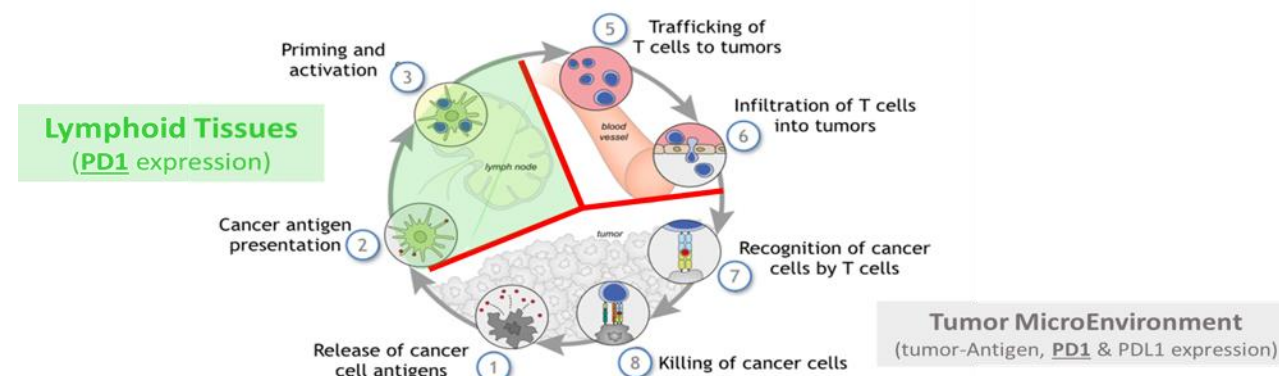 Priming and
activation
3
5
Trafficking of
T cells to tumors
Infiltration of T cells
into tumors
6
blood
vessel
Lymphoid Tissues
(PD1 expression)
lymph node
Cancer antigen
presentation
2
tumor
Recognition of cancer
cells by T cells
7
Tumor MicroEnvironment
(tumor-Antigen, PD1 & PDL1 expression)
Release of cancer
cell antigens
1
8
Killing of cancer cells